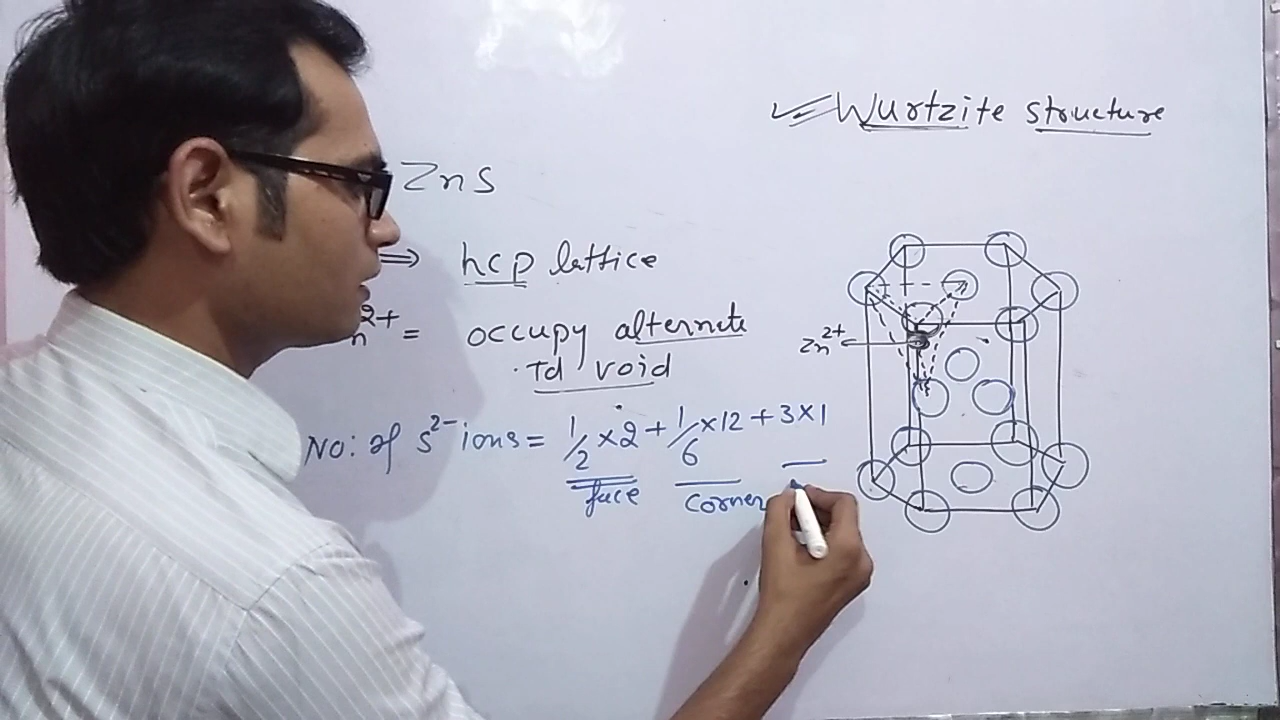 Wurtzite structure
ZnS
⇒ hcp lattice
n²⁺ = occupy alternate
Td void
Zn²⁺
No: of S²⁻ ions = 1/2 × 2 + 1/6 × 12 + 3 × 1
face corner